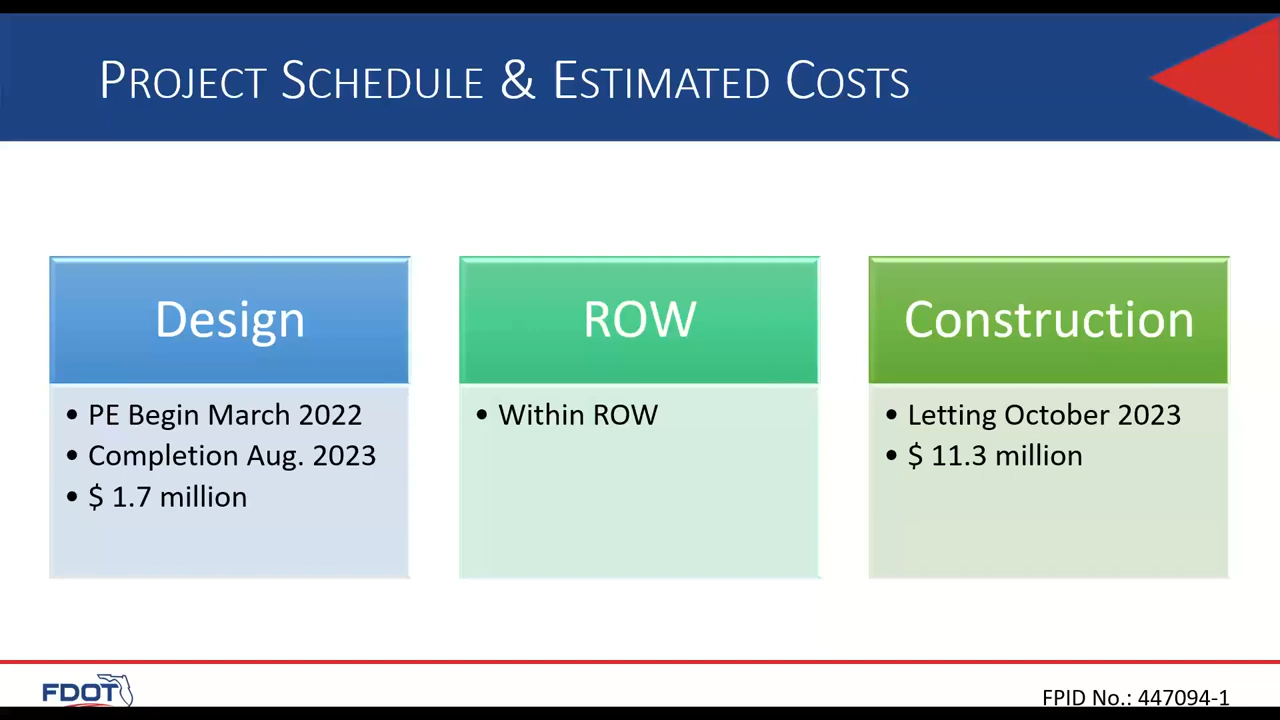 PROJECT SCHEDULE & ESTIMATED COSTS
Design
• PE Begin March 2022
• Completion Aug. 2023
• $ 1.7 million
ROW
• Within ROW
Construction
• Letting October 2023
• $ 11.3 million
FDOT
FPID No.: 447094-1